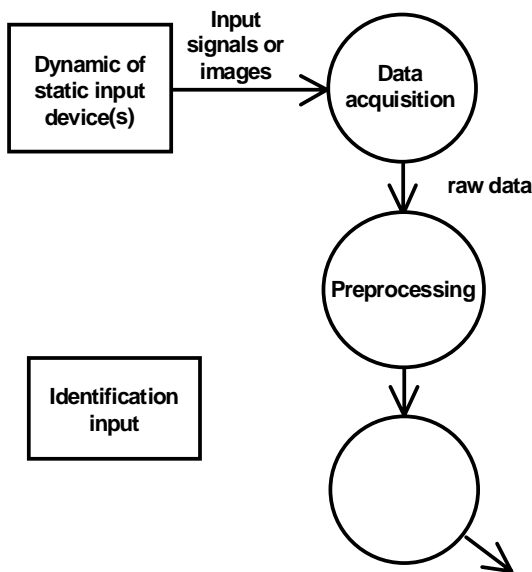 Input
signals or
images
Dynamic of
static input
device(s)
Data
acquisition
raw data
Preprocessing
Identification
input